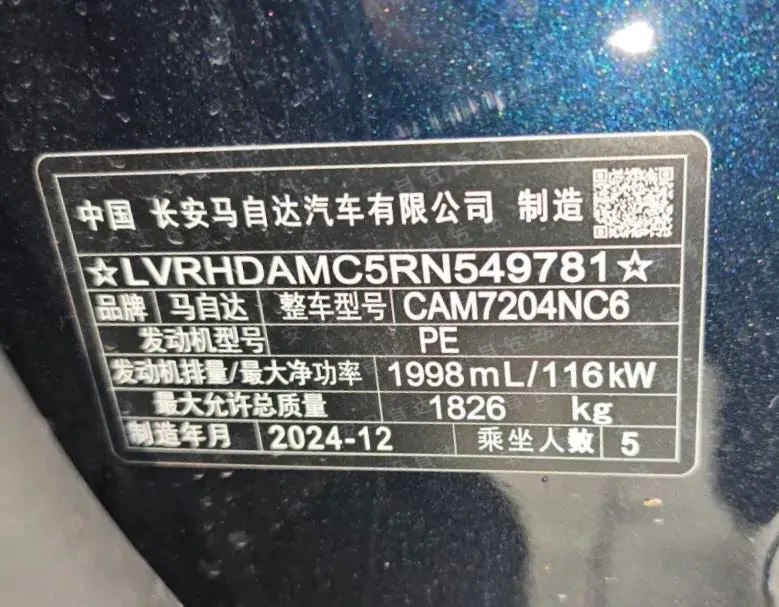 中国 长安马自达汽车有限公司 制造
☆LVRHDAMC5RN549781☆
品牌 马自达 整车型号 CAM7204NC6
发动机型号 PE
发动机排量/最大净功率 1998mL/116kW
最大允许总质量 1826 kg
制造年月 2024-12 乘坐人数 5